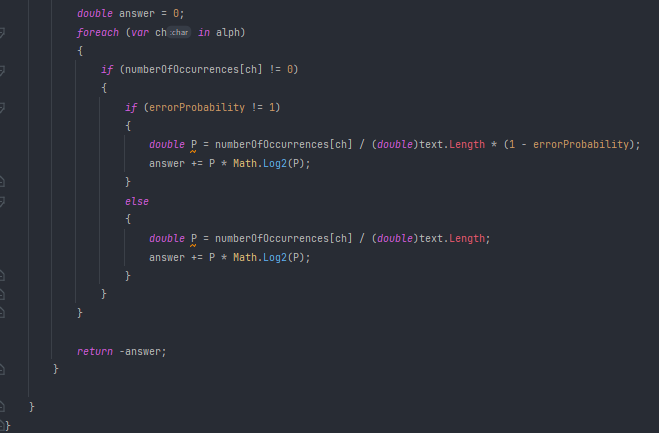 double answer = 0;
foreach (var ch :char in alph)
{
if (numberOfOccurrences[ch] != 0)
{
if (errorProbability != 1)
{
double P = numberOfOccurrences[ch] / (double)text.Length * (1 - errorProbability);
answer += P * Math.Log2(P);
}
else
{
double P = numberOfOccurrences[ch] / (double)text.Length;
answer += P * Math.Log2(P);
}
}
}
return -answer;
}
}
}